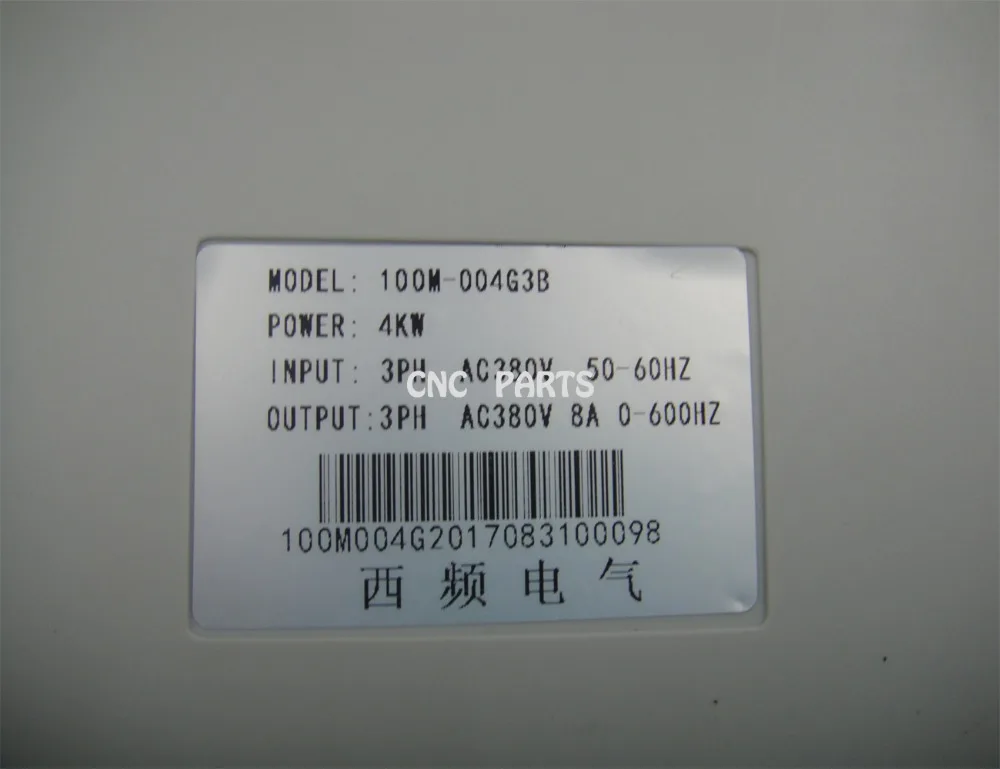 MODEL: 100M-004G3B
POWER: 4KW
INPUT: 3PH AC380V 50-60HZ
CNC PARTS
OUTPUT:3PH AC380V 8A 0-600HZ
100M004G2017083100098
西频电气